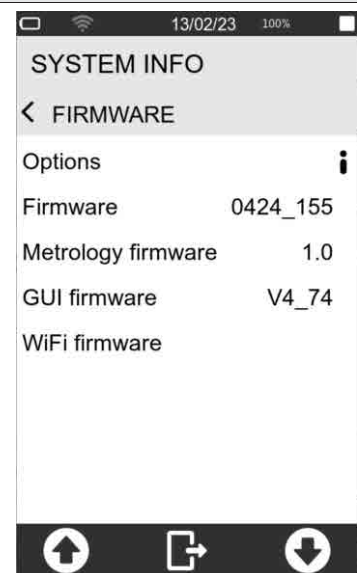 13/02/23 100%
SYSTEM INFO
< FIRMWARE
Options i
Firmware 0424_155
Metrology firmware 1.0
GUI firmware V4_74
WiFi firmware